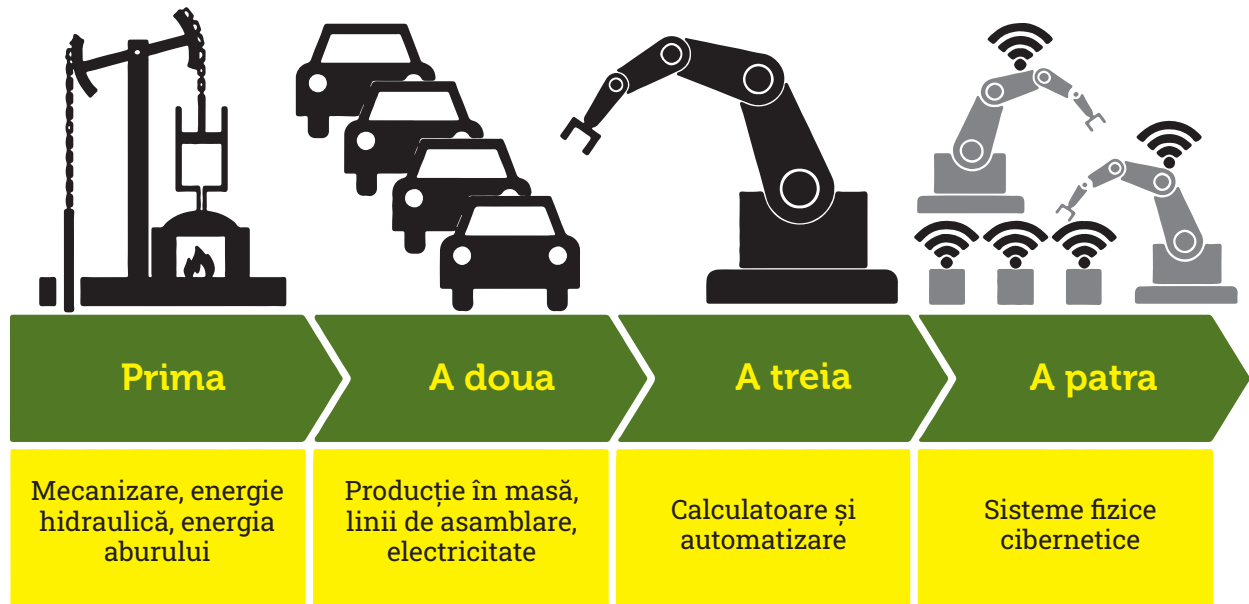 Prima
A doua
A treia
A patra
Mecanizare, energie
hidraulică, energia
aburului
Producție în masă,
linii de asamblare,
electricitate
Calculatoare și
automatizare
Sisteme fizice
cibernetice